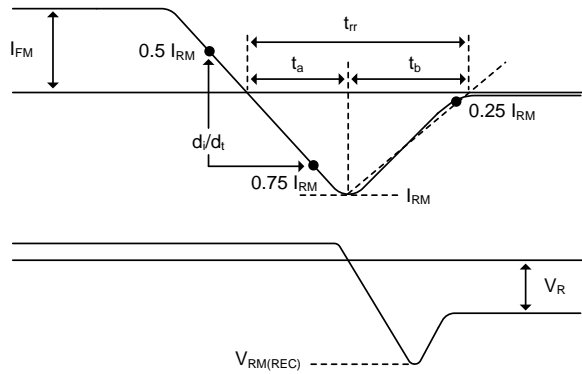 t_rr
I_FM
0.5 I_RM
t_a
t_b
0.25 I_RM
d_i/d_t
0.75 I_RM
I_RM
V_R
V_RM(REC)